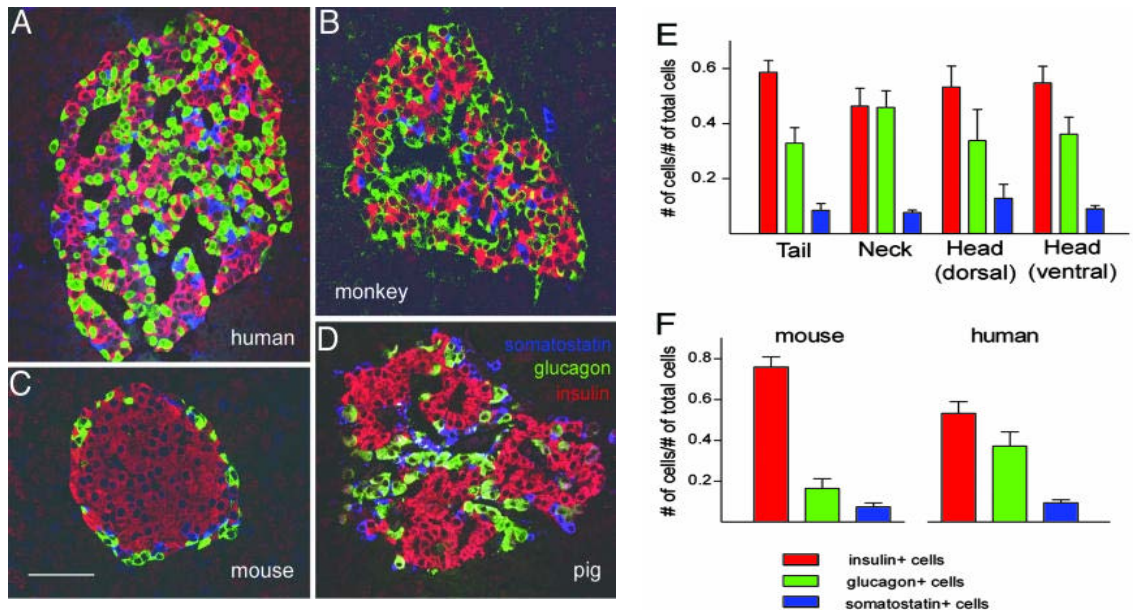 A
human
B
monkey
C
mouse
D
somatostatin
glucagon
insulin
pig
E
# of cells/# of total cells
0.6
0.4
0.2
Tail
Neck
Head
(dorsal)
Head
(ventral)
F
mouse
human
# of cells/# of total cells
0.8
0.6
0.4
0.2
insulin+ cells
glucagon+ cells
somatostatin+ cells